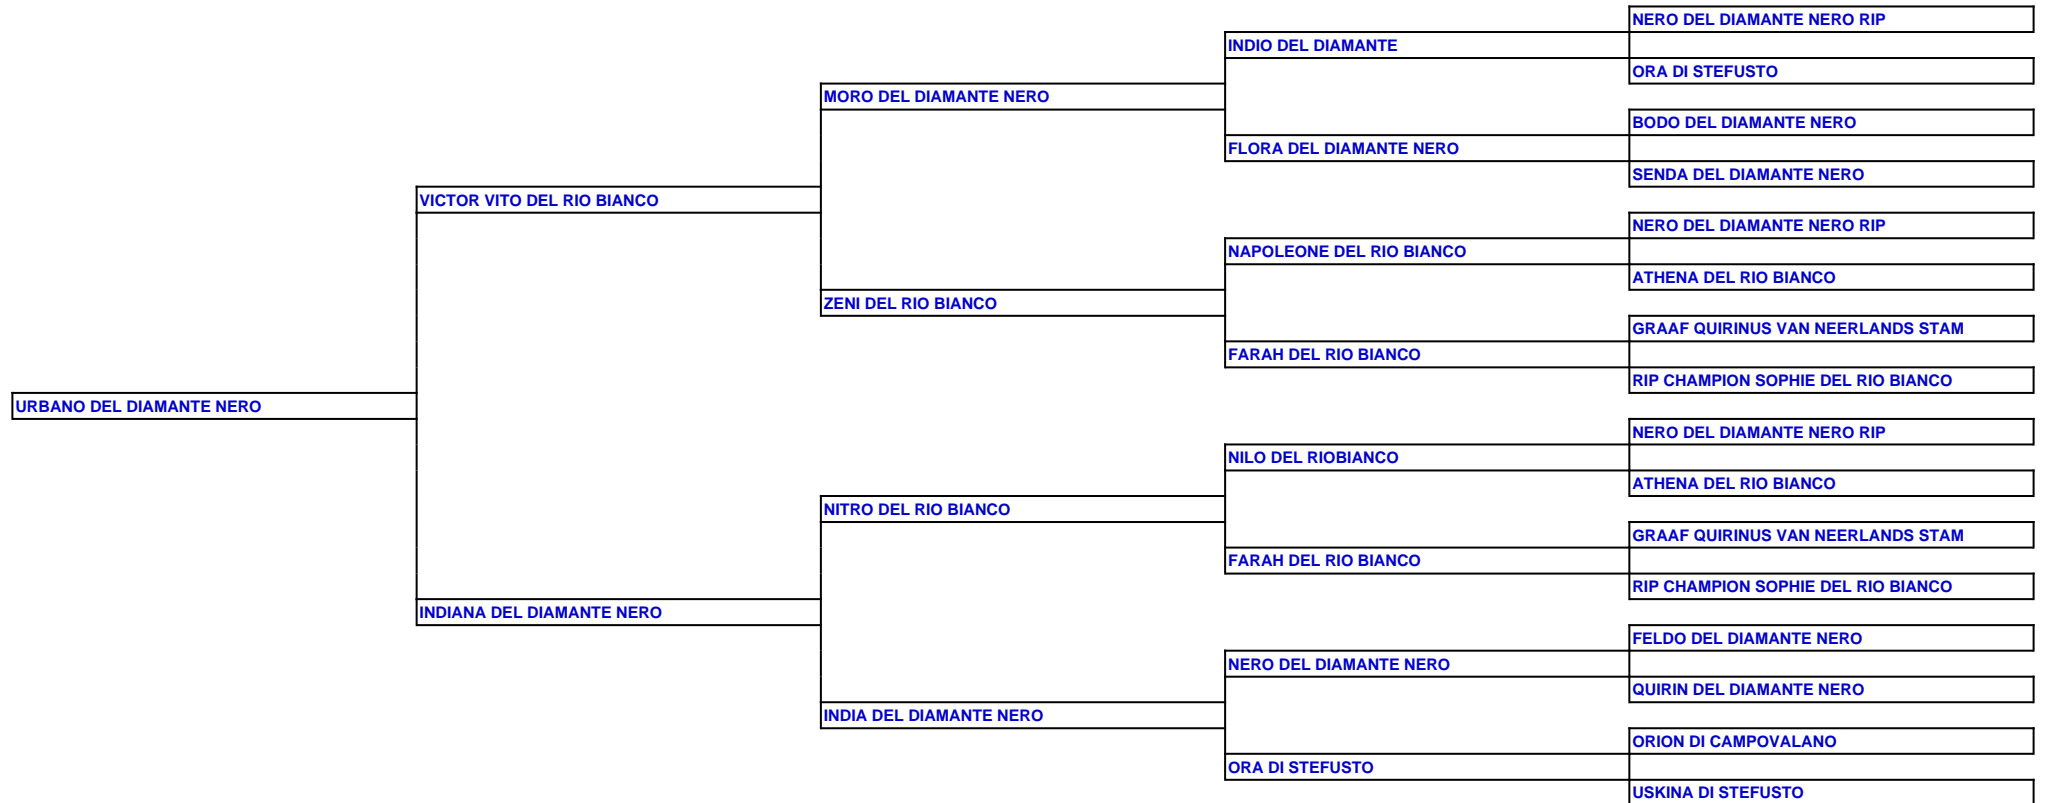 NERO DEL DIAMANTE NERO RIP
INDIO DEL DIAMANTE
ORA DI STEFUSTO
MORO DEL DIAMANTE NERO
BODO DEL DIAMANTE NERO
FLORA DEL DIAMANTE NERO
SENDA DEL DIAMANTE NERO
VICTOR VITO DEL RIO BIANCO
NERO DEL DIAMANTE NERO RIP
NAPOLEONE DEL RIO BIANCO
ATHENA DEL RIO BIANCO
ZENI DEL RIO BIANCO
GRAAF QUIRINUS VAN NEERLANDS STAM
FARAH DEL RIO BIANCO
RIP CHAMPION SOPHIE DEL RIO BIANCO
URBANO DEL DIAMANTE NERO
NERO DEL DIAMANTE NERO RIP
NILO DEL RIOBIANCO
ATHENA DEL RIO BIANCO
NITRO DEL RIO BIANCO
GRAAF QUIRINUS VAN NEERLANDS STAM
FARAH DEL RIO BIANCO
RIP CHAMPION SOPHIE DEL RIO BIANCO
INDIANA DEL DIAMANTE NERO
FELDO DEL DIAMANTE NERO
NERO DEL DIAMANTE NERO
QUIRIN DEL DIAMANTE NERO
INDIA DEL DIAMANTE NERO
ORION DI CAMPOVALANO
ORA DI STEFUSTO
USKINA DI STEFUSTO